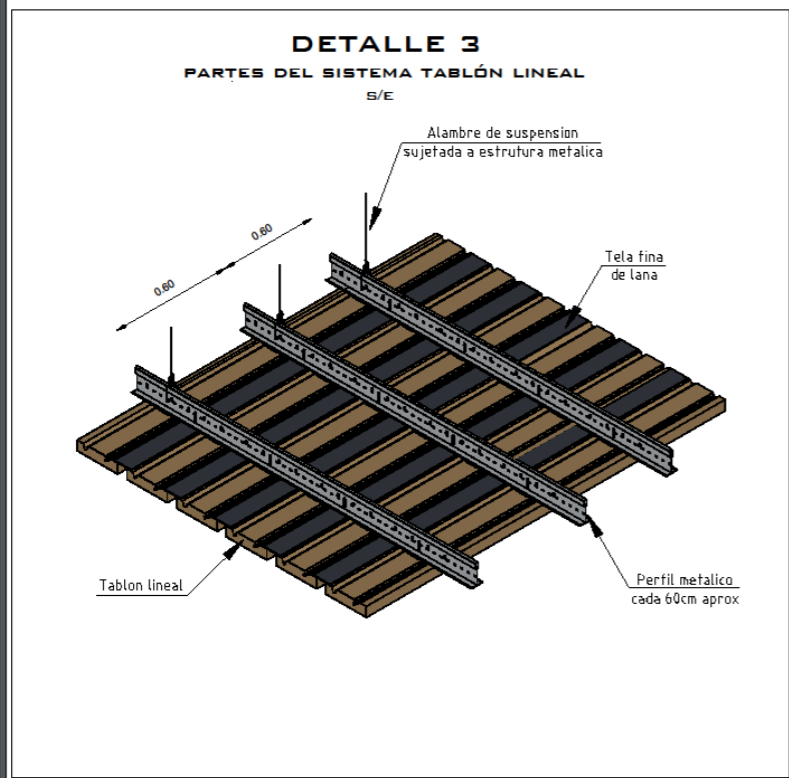 DETALLE 3
PARTES DEL SISTEMA TABLÓN LINEAL
S/E
Alambre de suspension
sujetada a estrutura metalica
0.60
0.60
Tela fina
de lana
Tablon lineal
Perfil metalico
cada 60cm aprox